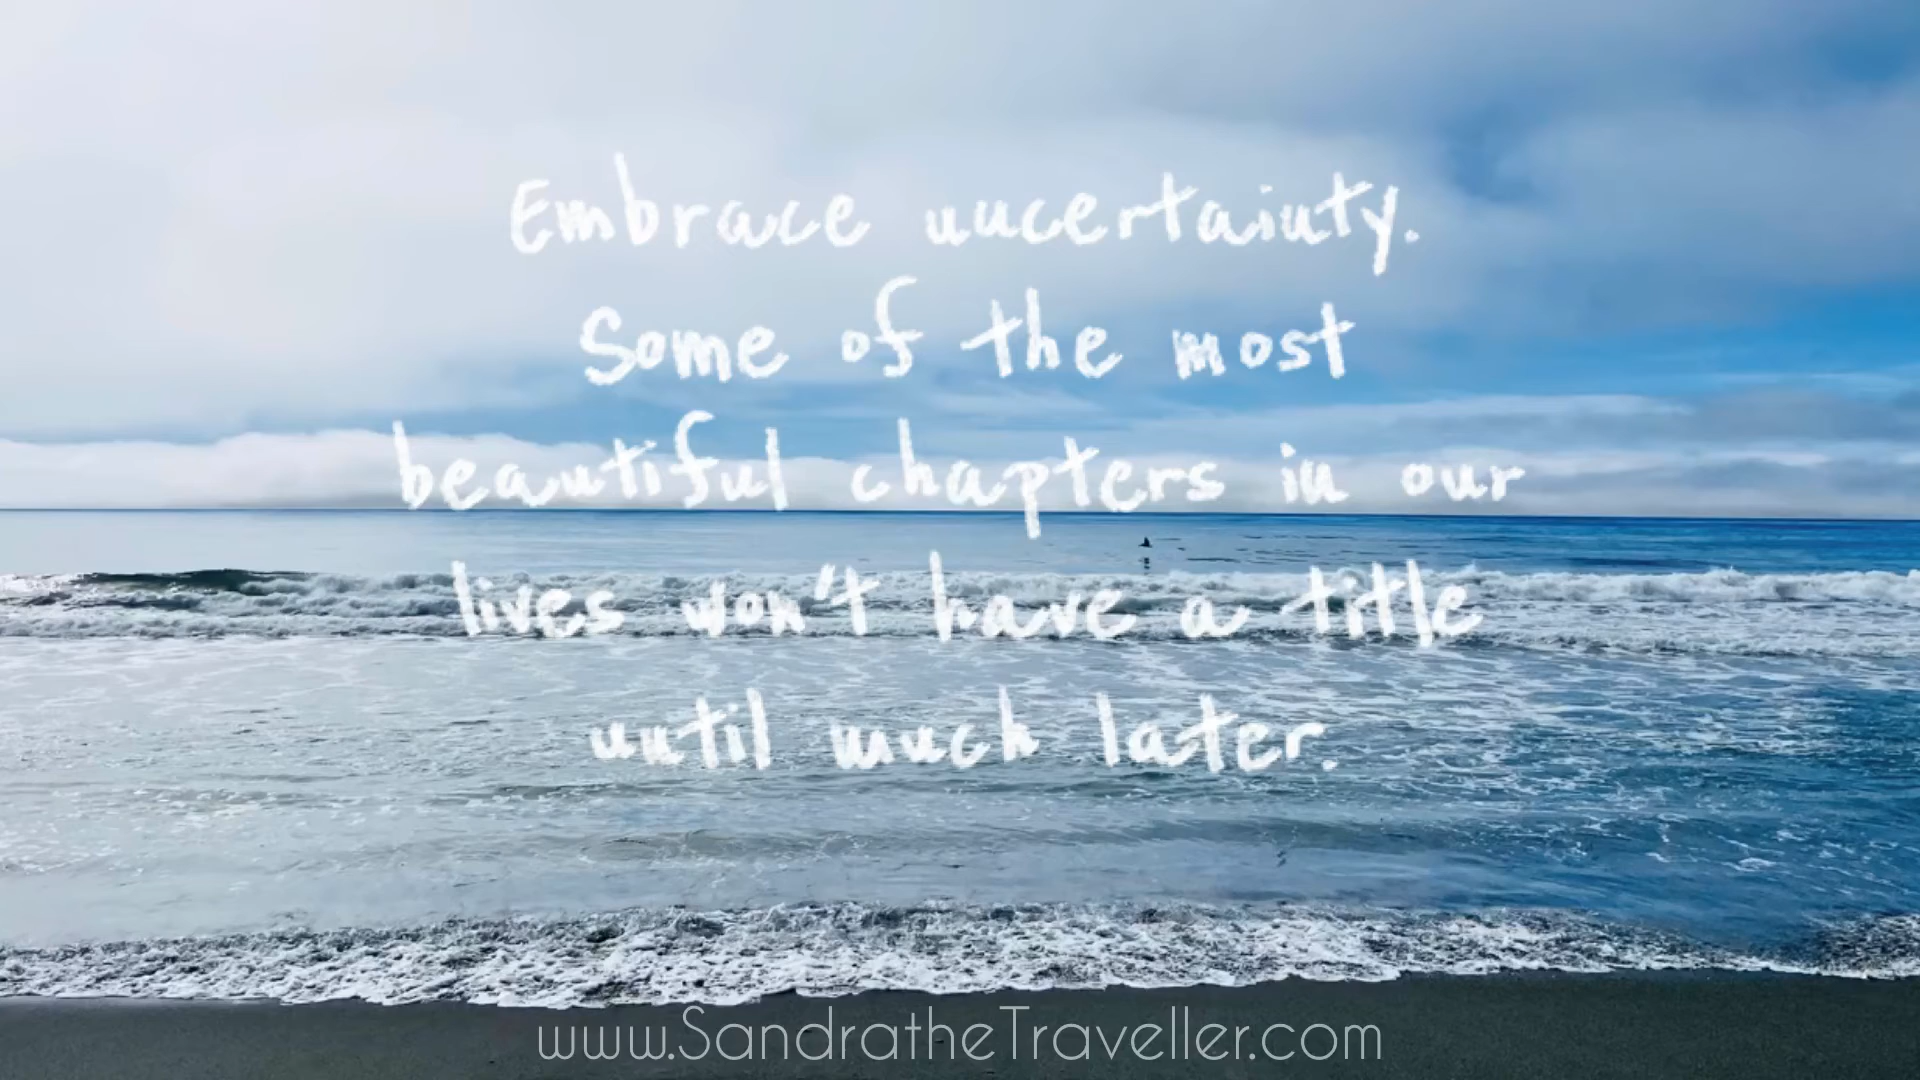 Embrace uncertainty.
Some of the most
beautiful chapters in our
lives won't have a title
until much later.
www.SandratheTraveller.com